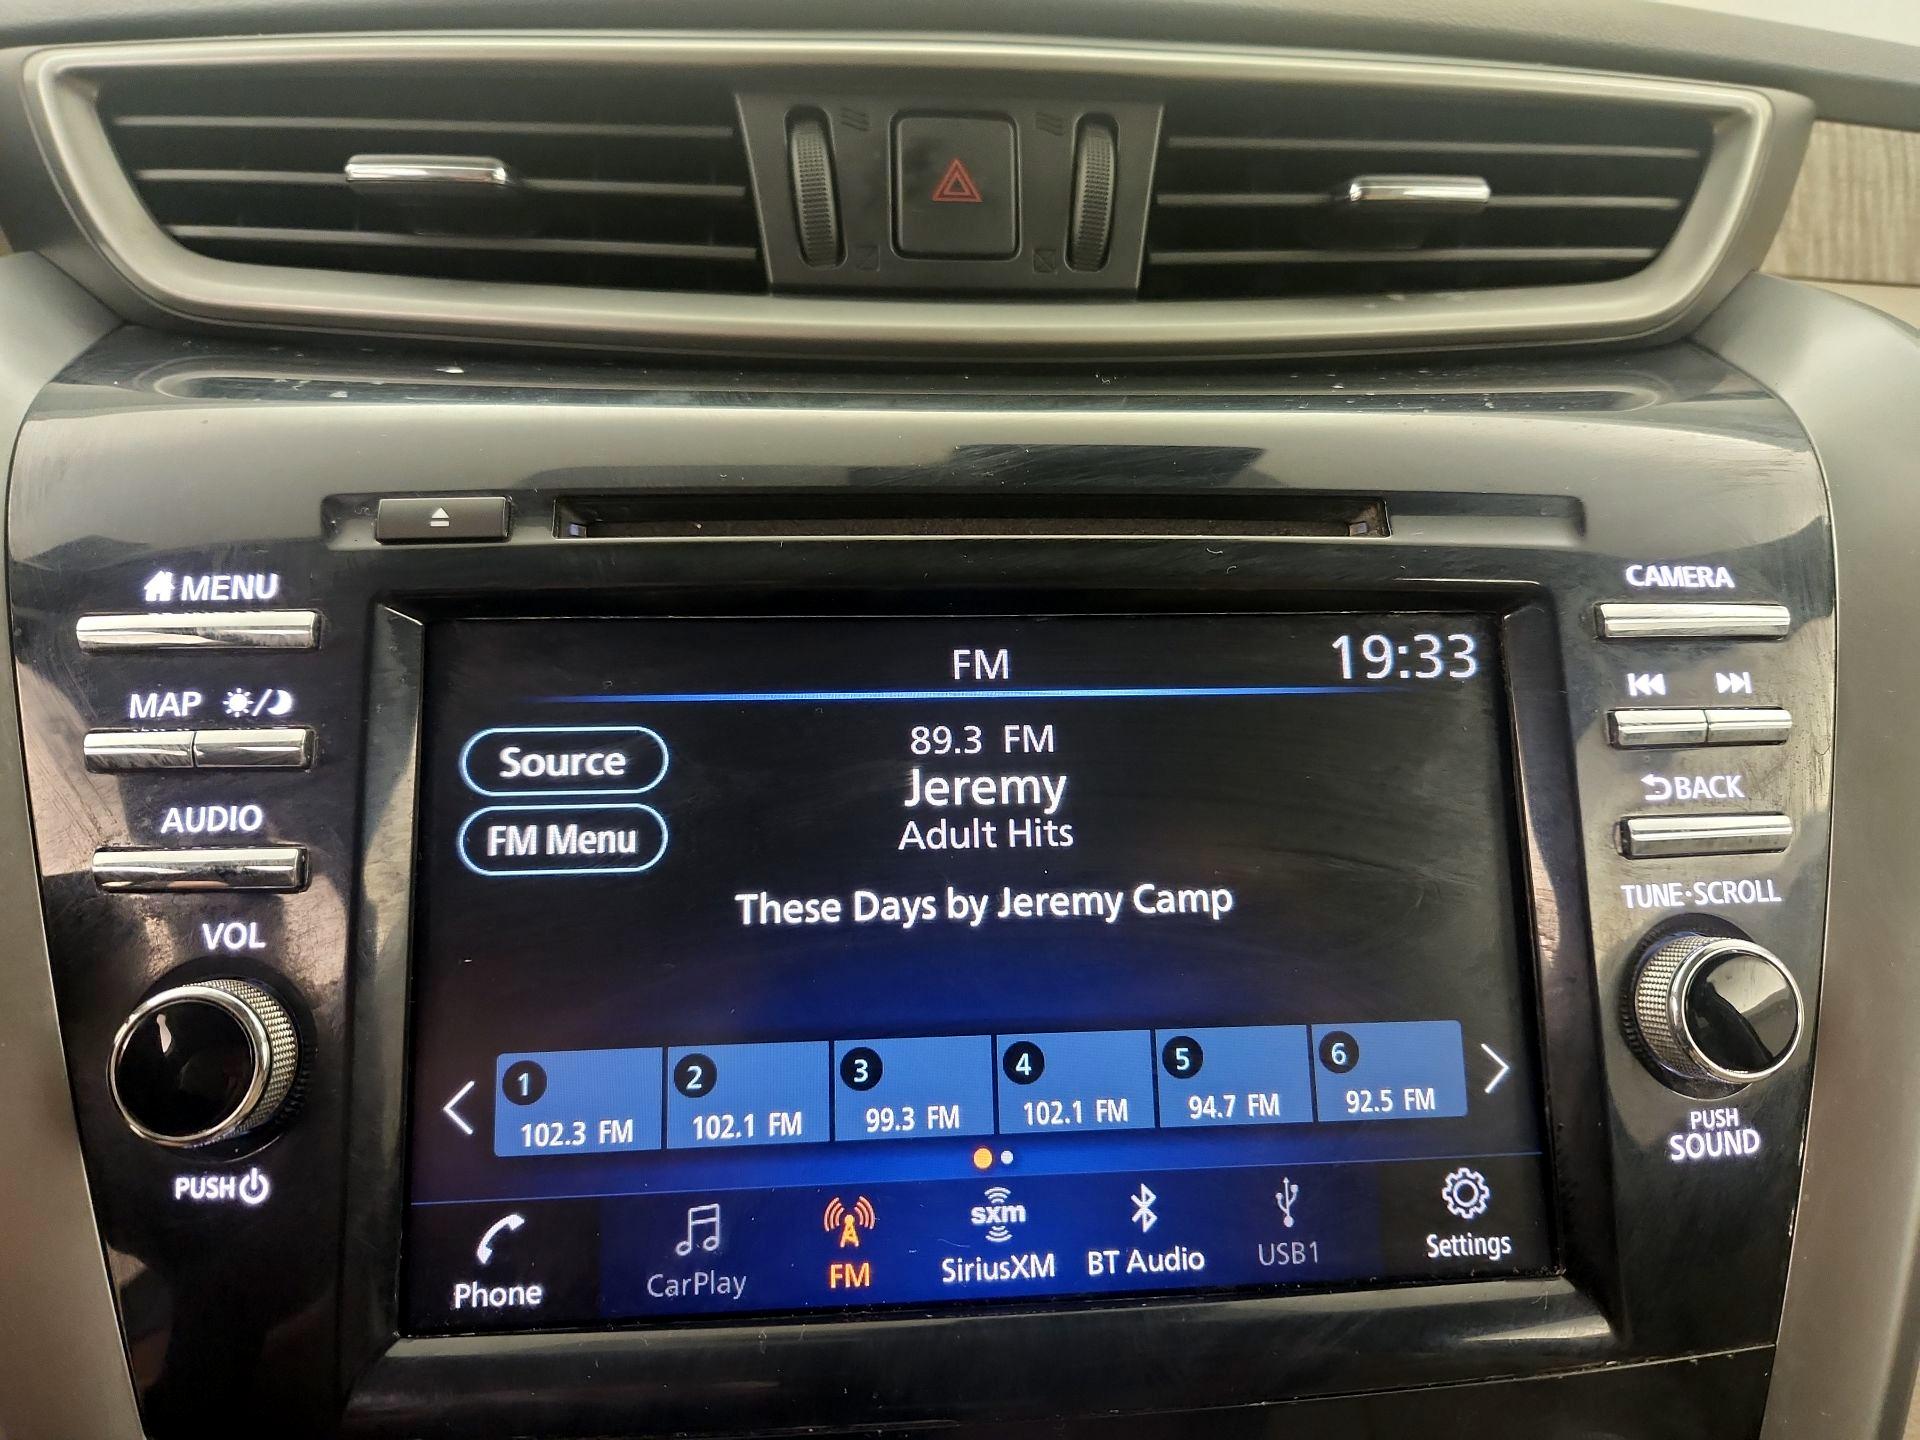 MENU
MAP
AUDIO
VOL
PUSH
CAMERA
BACK
TUNE·SCROLL
PUSH
SOUND
FM
19:33
Source
FM Menu
89.3 FM
Jeremy
Adult Hits
These Days by Jeremy Camp
1
102.3 FM
2
102.1 FM
3
99.3 FM
4
102.1 FM
5
94.7 FM
6
92.5 FM
Phone
CarPlay
FM
sxm
SiriusXM
BT Audio
USB1
Settings